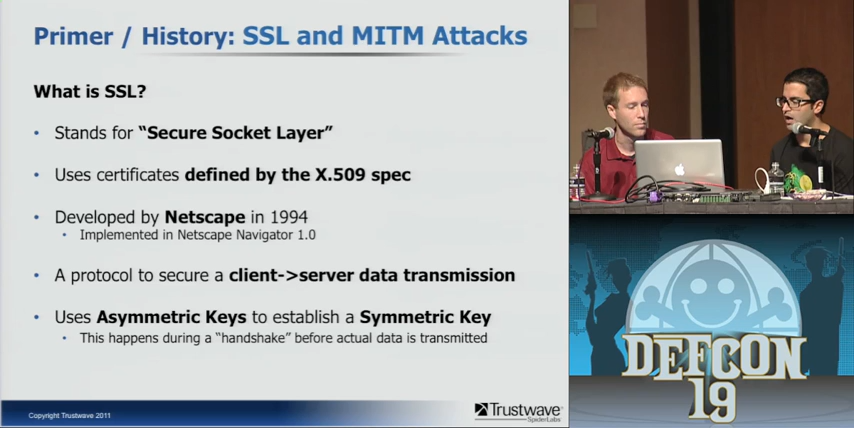 Primer / History: SSL and MITM Attacks
What is SSL?
• Stands for “Secure Socket Layer”
• Uses certificates defined by the X.509 spec
• Developed by Netscape in 1994
• Implemented in Netscape Navigator 1.0
• A protocol to secure a client->server data transmission
• Uses Asymmetric Keys to establish a Symmetric Key
• This happens during a “handshake” before actual data is transmitted
Copyright Trustwave 2011
Trustwave®
SpiderLabs
DEFCON
19